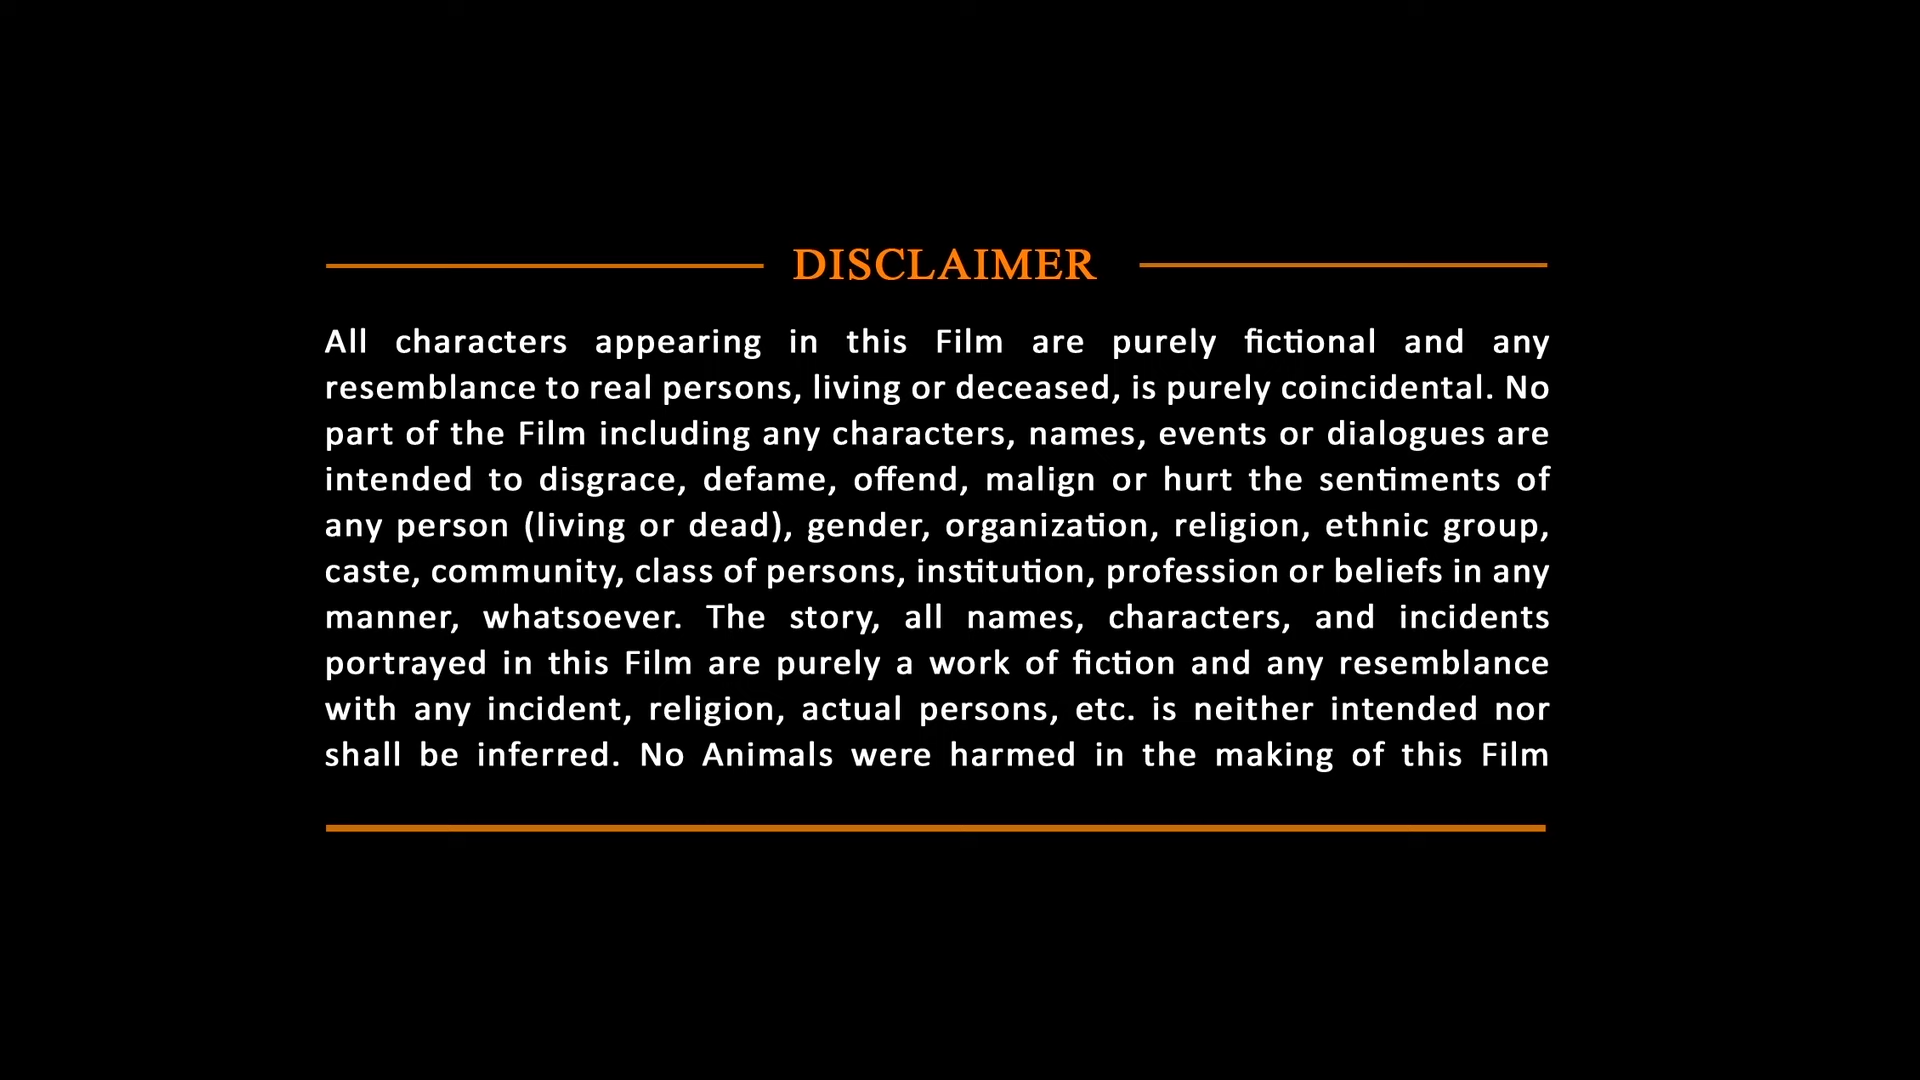 DISCLAIMER
All characters appearing in this Film are purely fictional and any
resemblance to real persons, living or deceased, is purely coincidental. No
part of the Film including any characters, names, events or dialogues are
intended to disgrace, defame, offend, malign or hurt the sentiments of
any person (living or dead), gender, organization, religion, ethnic group,
caste, community, class of persons, institution, profession or beliefs in any
manner, whatsoever. The story, all names, characters, and incidents
portrayed in this Film are purely a work of fiction and any resemblance
with any incident, religion, actual persons, etc. is neither intended nor
shall be inferred. No Animals were harmed in the making of this Film